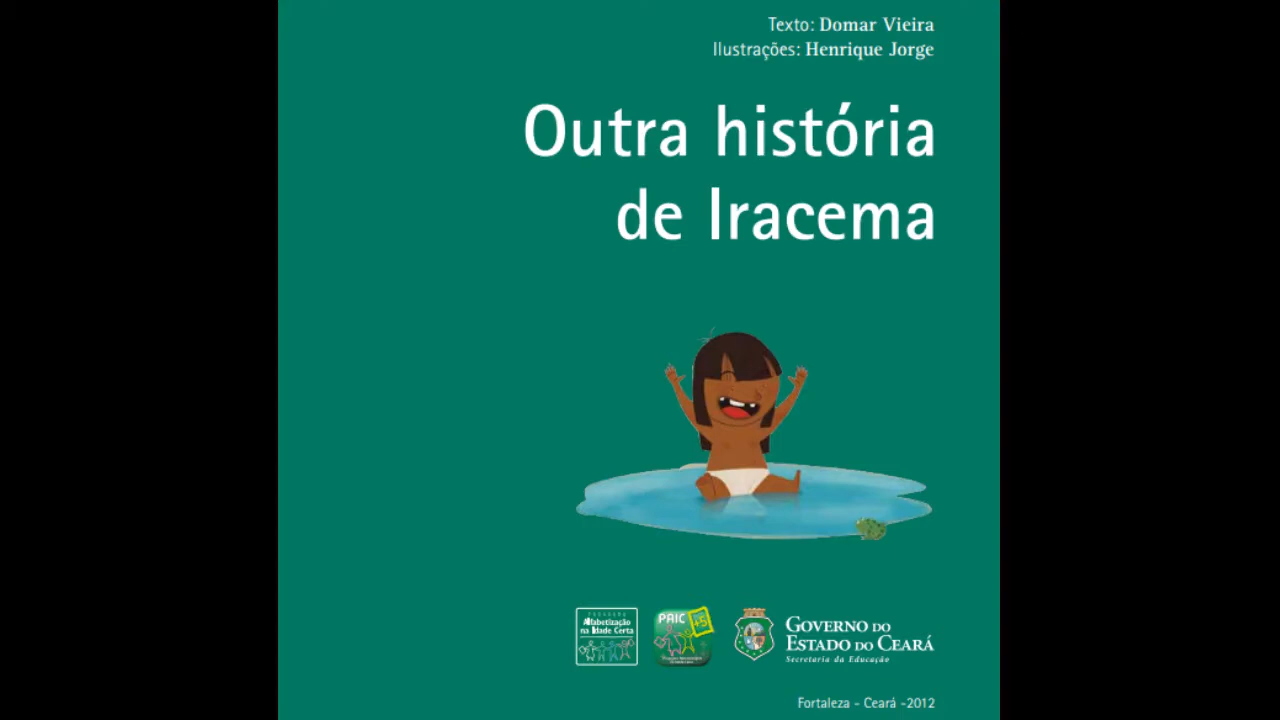 Texto: Domar Vieira
Ilustrações: Henrique Jorge
Outra história
de Iracema
Alfabetização
na Idade Certa
PAIC
+5
GOVERNO DO
ESTADO DO CEARÁ
Secretaria da Educação
Fortaleza - Ceará -2012